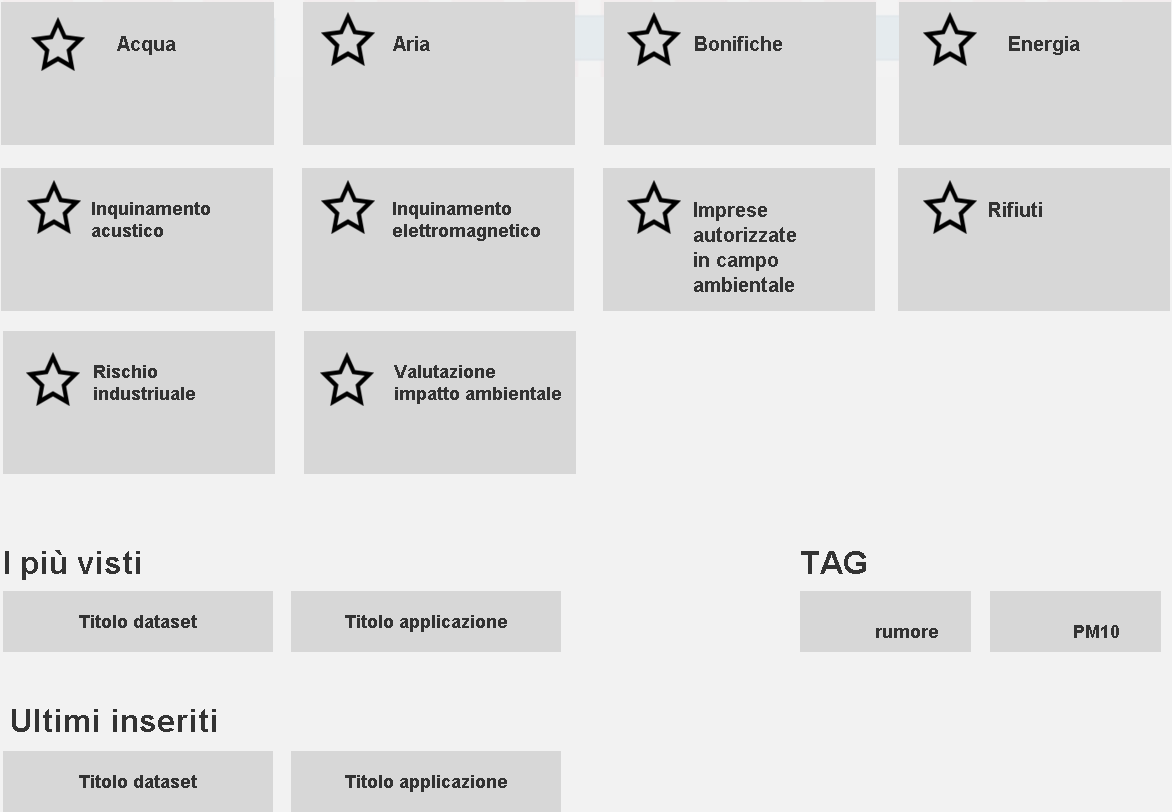 Acqua
Aria
Bonifiche
Energia
Inquinamento
acustico
Inquinamento
elettromagnetico
Imprese
autorizzate
in campo
ambientale
Rifiuti
Rischio
industriuale
Valutazione
impatto ambientale
I più visti
Titolo dataset
Titolo applicazione
TAG
rumore
PM10
Ultimi inseriti
Titolo dataset
Titolo applicazione